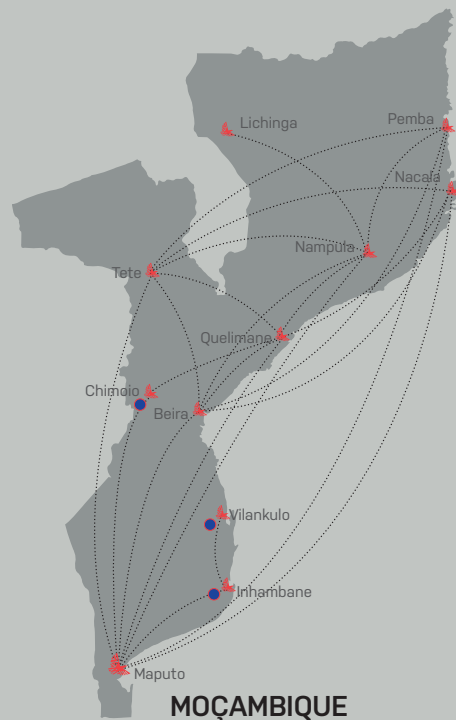 Lichinga
Pemba
Nacala
Nampula
Tete
Quelimane
Chimoio
Beira
Vilankulo
Inhambane
Maputo
MOÇAMBIQUE